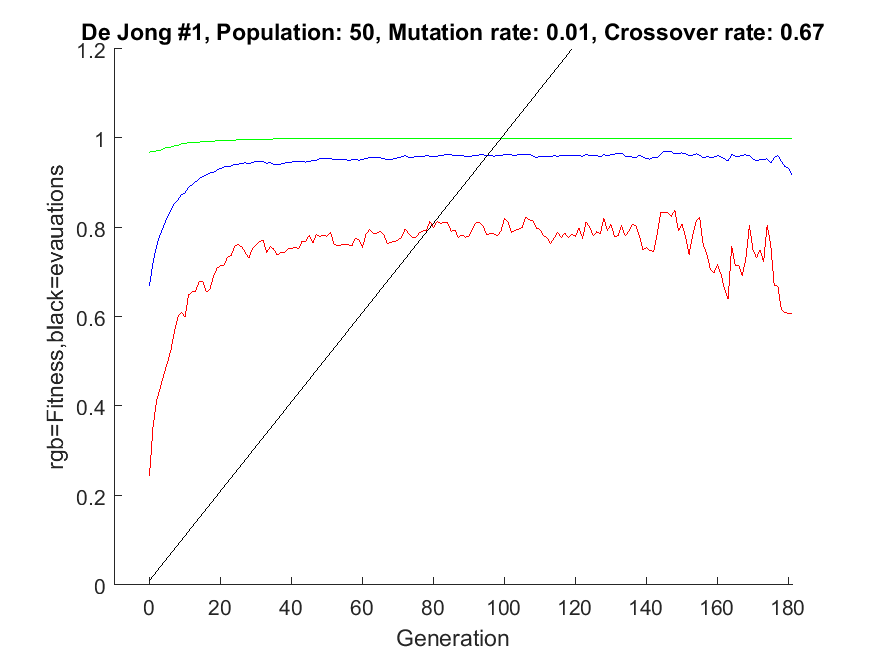 De Jong #1, Population: 50, Mutation rate: 0.01, Crossover rate: 0.67
1.2
1
0.8
0.6
0.4
0.2
0
rgb=Fitness,black=evauations
0 20 40 60 80 100 120 140 160 180
Generation